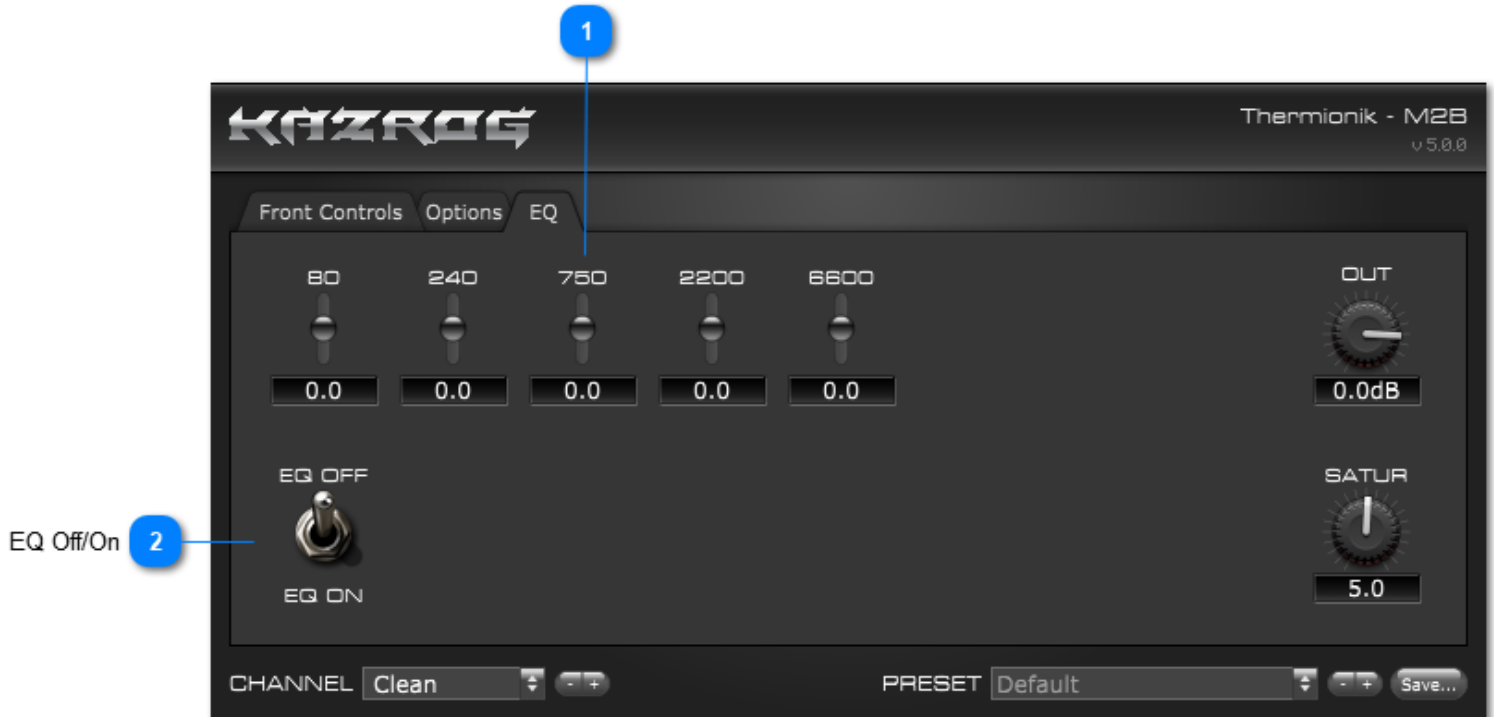 1
KAZROG
Thermionik - M2B
v 5.0.0
Front Controls Options EQ
80 240 750 2200 6600 OUT
0.0 0.0 0.0 0.0 0.0 0.0dB
EQ OFF SATUR
EQ Off/On 2
EQ ON 5.0
CHANNEL Clean - + PRESET Default - + Save...